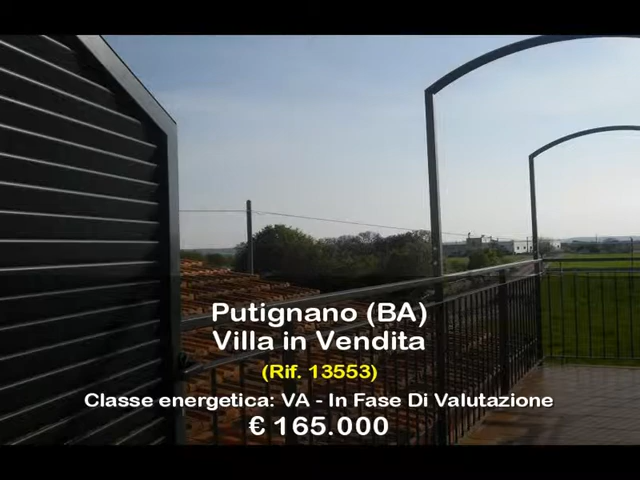 Putignano (BA)
Villa in Vendita
(Rif. 13553)
Classe energetica: VA - In Fase Di Valutazione
€ 165.000